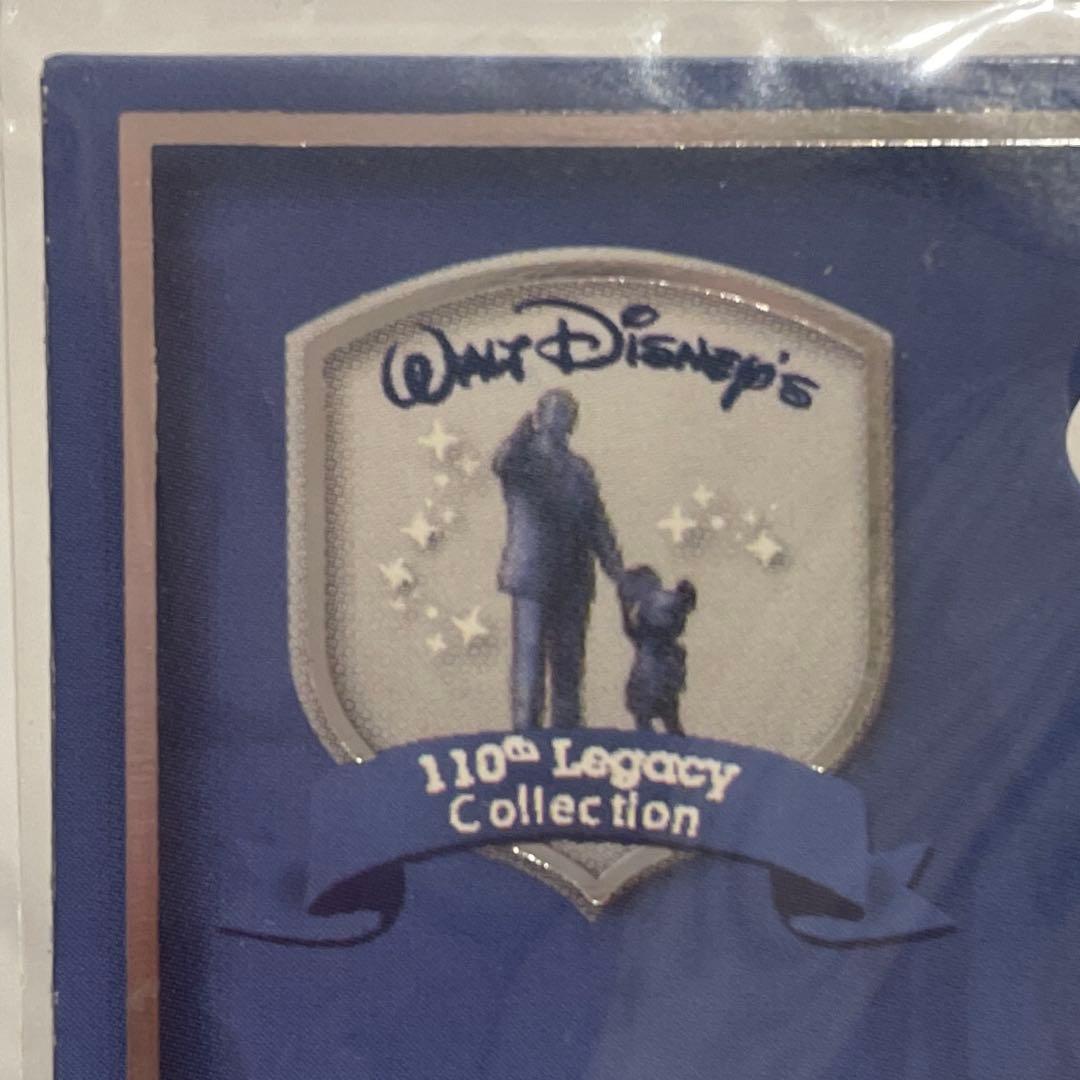 Walt Disney's
110th Legacy
Collection